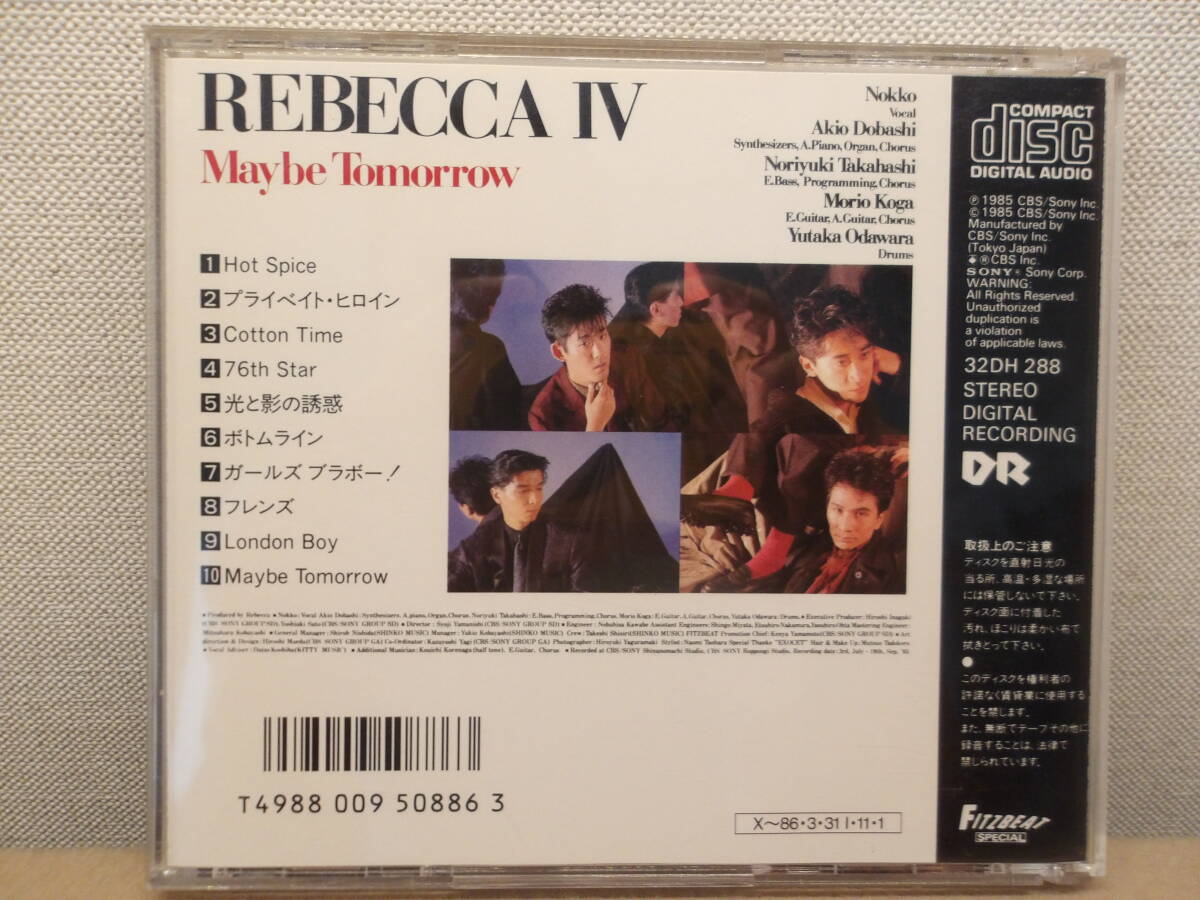 REBECCA IV
Maybe Tomorrow
Nokko
Vocal
Akio Dobashi
Synthesizers, A.Piano, Organ, Chorus
Noriyuki Takahashi
E.Bass, Programming, Chorus
Morio Koga
E.Guitar, A.Guitar, Chorus
Yutaka Odawara
Drums
1 Hot Spice
2 プライベイト・ヒロイン
3 Cotton Time
4 76th Star
5 光と影の誘惑
6 ボトムライン
7 ガールズ ブラボー!
8 フレンズ
9 London Boy
10 Maybe Tomorrow
T4988 009 50886 3
X〜86・3・31 I・11・1
COMPACT
disc
DIGITAL AUDIO
Ⓟ 1985 CBS/Sony Inc.
© 1985 CBS/Sony Inc.
Manufactured by
CBS/Sony Inc.
(Tokyo Japan)
® CBS Inc.
SONY ® Sony Corp.
WARNING:
All Rights Reserved.
Unauthorized
duplication is
a violation
of applicable laws.
32DH 288
STEREO
DIGITAL
RECORDING
DR
取扱上のご注意
ディスクを直射日光の
当る所、高温・多湿な場所
には保管しないで下さい。
ディスク面に付着した
汚れ、ほこりは柔かい布で
拭きとって下さい。
●
このディスクを権利者の
許諾なく賃貸業に使用する
ことを禁じます。
また、無断でテープその他に
録音することは、法律で
禁じられています。
FITZBEAT
SPECIAL